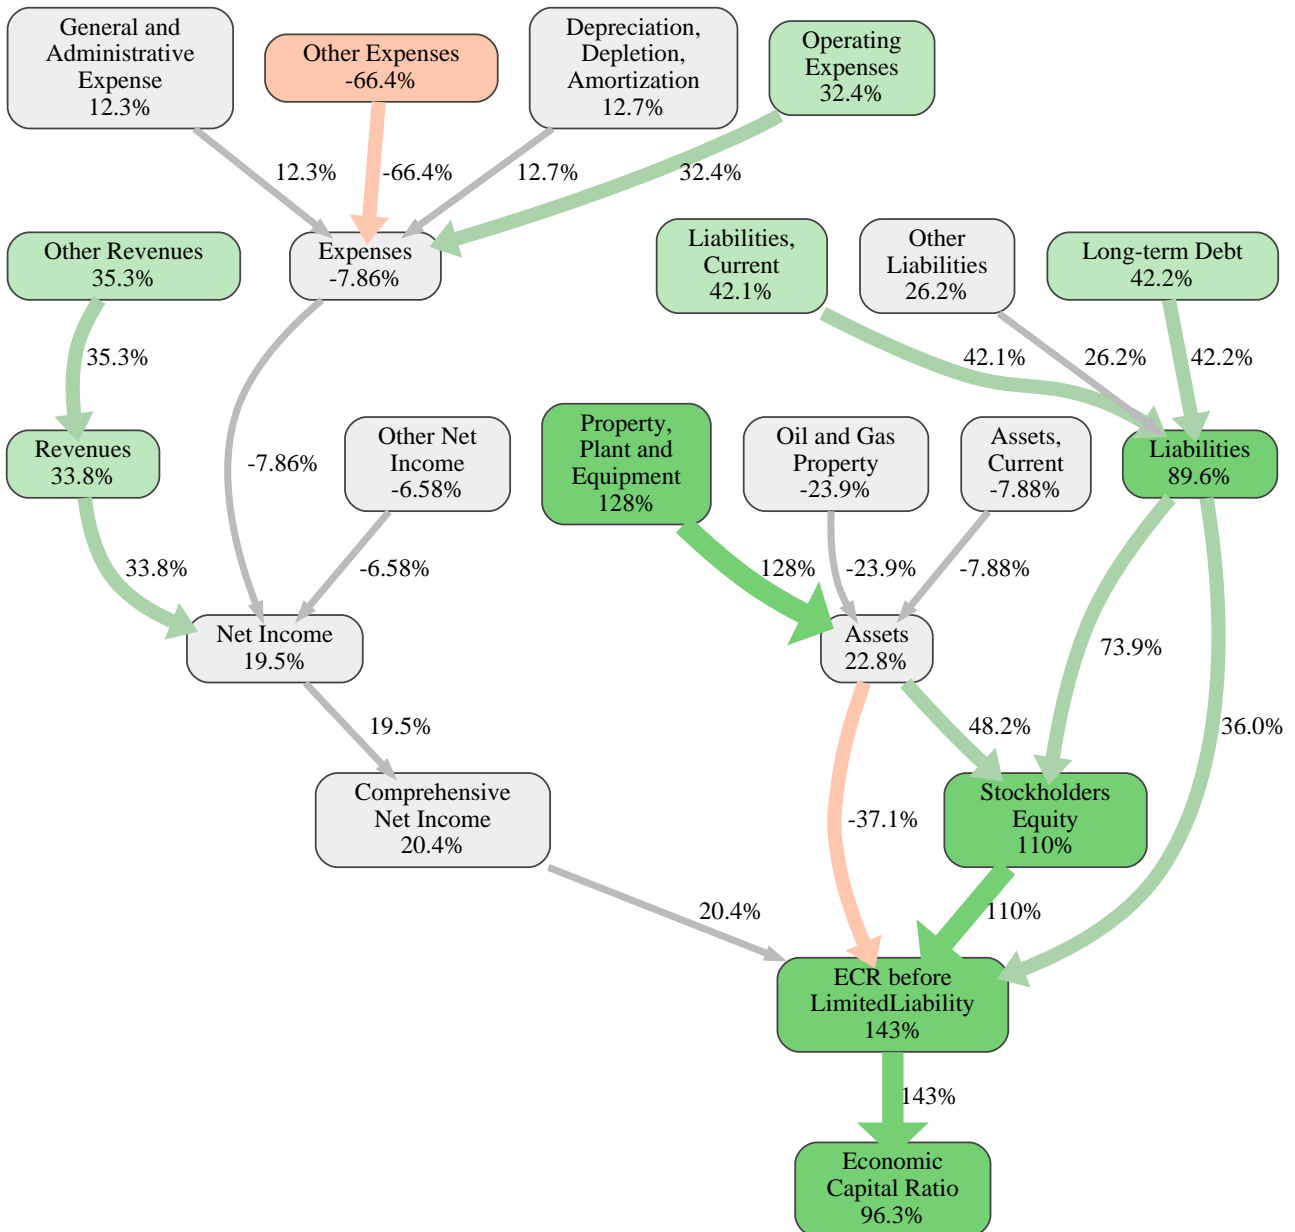 General and
Administrative
Expense
12.3%
Other Expenses
-66.4%
Depreciation,
Depletion,
Amortization
12.7%
Operating
Expenses
32.4%
12.3%
-66.4%
12.7%
32.4%
Other Revenues
35.3%
Expenses
-7.86%
Liabilities,
Current
42.1%
Other
Liabilities
26.2%
Long-term Debt
42.2%
35.3%
42.1%
26.2%
42.2%
Revenues
33.8%
-7.86%
Other Net
Income
-6.58%
Property,
Plant and
Equipment
128%
Oil and Gas
Property
-23.9%
Assets,
Current
-7.88%
Liabilities
89.6%
33.8%
-6.58%
128%
-23.9%
-7.88%
Net Income
19.5%
Assets
22.8%
73.9%
19.5%
48.2%
36.0%
Comprehensive
Net Income
20.4%
-37.1%
Stockholders
Equity
110%
20.4%
110%
ECR before
LimitedLiability
143%
143%
Economic
Capital Ratio
96.3%